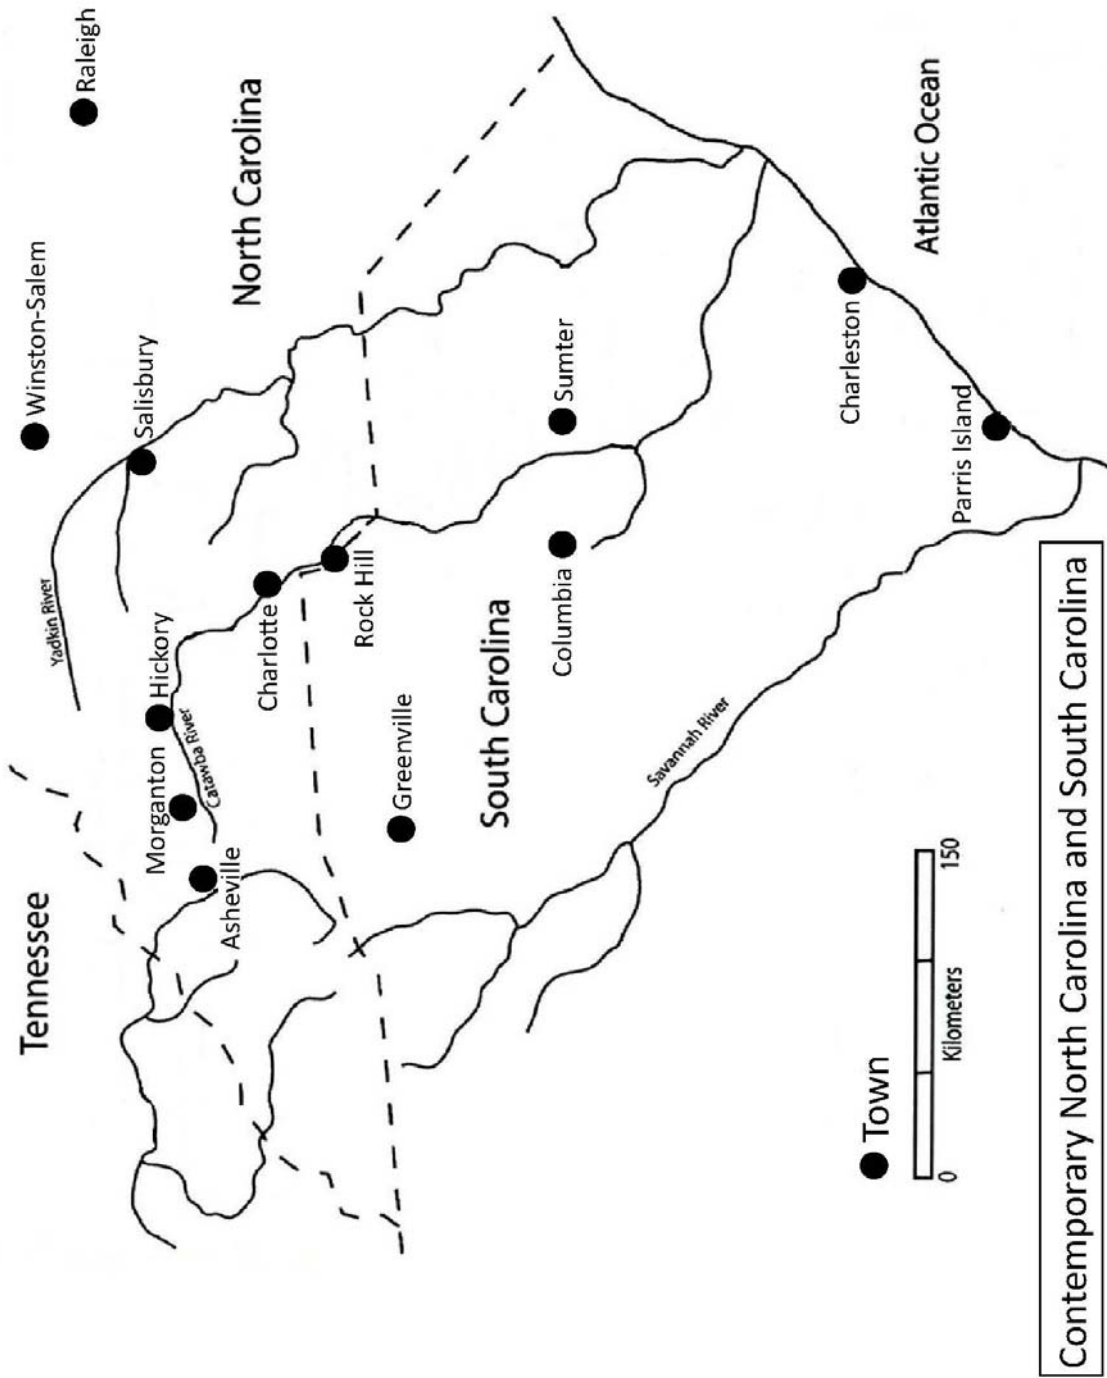 Tennessee
Winston-Salem
Raleigh
Yadkin River
Salisbury
Hickory
Morganton
Catawba River
Asheville
North Carolina
Charlotte
Rock Hill
Greenville
South Carolina
Columbia
Sumter
Savannah River
Charleston
Atlantic Ocean
Parris Island
Town
0
150
Kilometers
Contemporary North Carolina and South Carolina